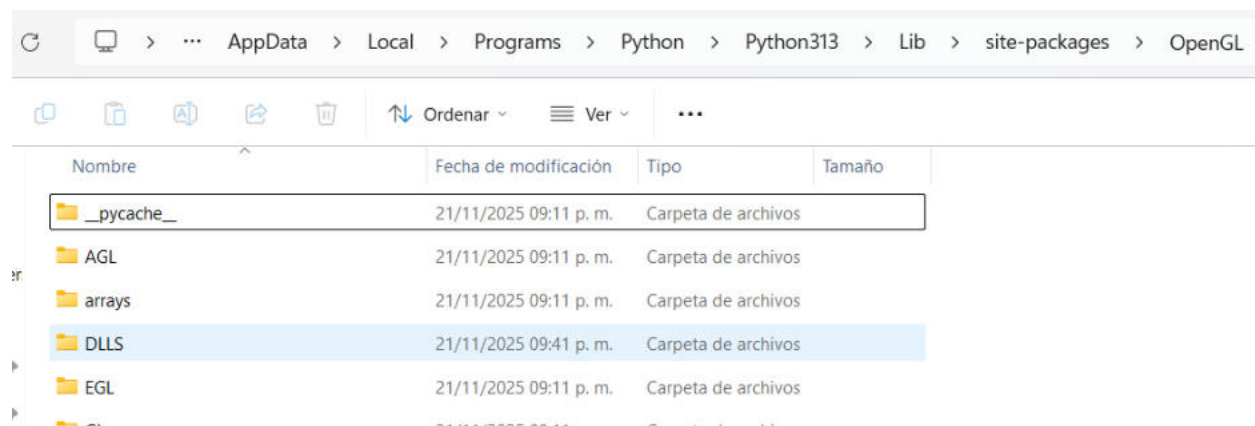 … AppData > Local > Programs > Python > Python313 > Lib > site-packages > OpenGL
Ordenar Ver …
Nombre Fecha de modificación Tipo Tamaño
__pycache__ 21/11/2025 09:11 p. m. Carpeta de archivos
AGL 21/11/2025 09:11 p. m. Carpeta de archivos
arrays 21/11/2025 09:11 p. m. Carpeta de archivos
DLLS 21/11/2025 09:41 p. m. Carpeta de archivos
EGL 21/11/2025 09:11 p. m. Carpeta de archivos